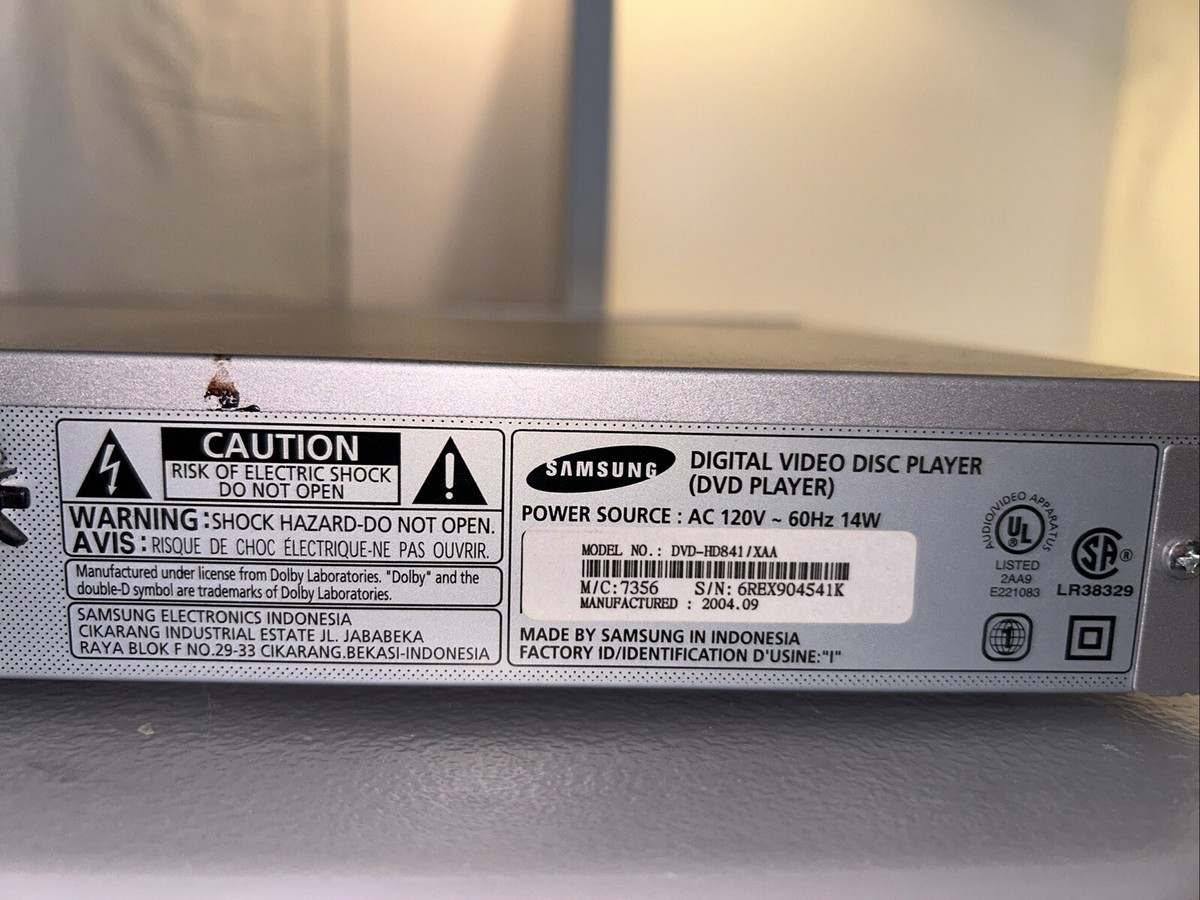 CAUTION
RISK OF ELECTRIC SHOCK
DO NOT OPEN
WARNING : SHOCK HAZARD-DO NOT OPEN.
AVIS : RISQUE DE CHOC ÉLECTRIQUE-NE PAS OUVRIR.
Manufactured under license from Dolby Laboratories. "Dolby" and the
double-D symbol are trademarks of Dolby Laboratories.
SAMSUNG ELECTRONICS INDONESIA
CIKARANG INDUSTRIAL ESTATE JL. JABABEKA
RAYA BLOK F NO.29-33 CIKARANG.BEKASI-INDONESIA
SAMSUNG
DIGITAL VIDEO DISC PLAYER
(DVD PLAYER)
POWER SOURCE : AC 120V ~ 60Hz 14W
MODEL NO.: DVD-HD841/XAA
M/C:7356 S/N: 6REX904541K
MANUFACTURED : 2004.09
MADE BY SAMSUNG IN INDONESIA
FACTORY ID/IDENTIFICATION D'USINE:"I"
AUDIO/VIDEO APPARATUS
UL
LISTED
2AA9
E221083
SA ®
LR38329
1